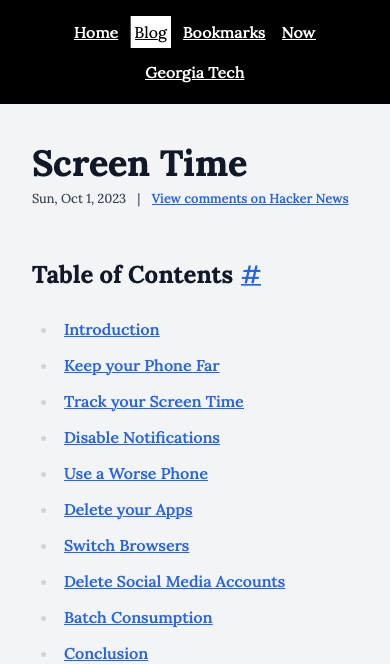 Home Blog Bookmarks Now
Georgia Tech
Screen Time
Sun, Oct 1, 2023 | View comments on Hacker News
Table of Contents #
Introduction
Keep your Phone Far
Track your Screen Time
Disable Notifications
Use a Worse Phone
Delete your Apps
Switch Browsers
Delete Social Media Accounts
Batch Consumption
Conclusion